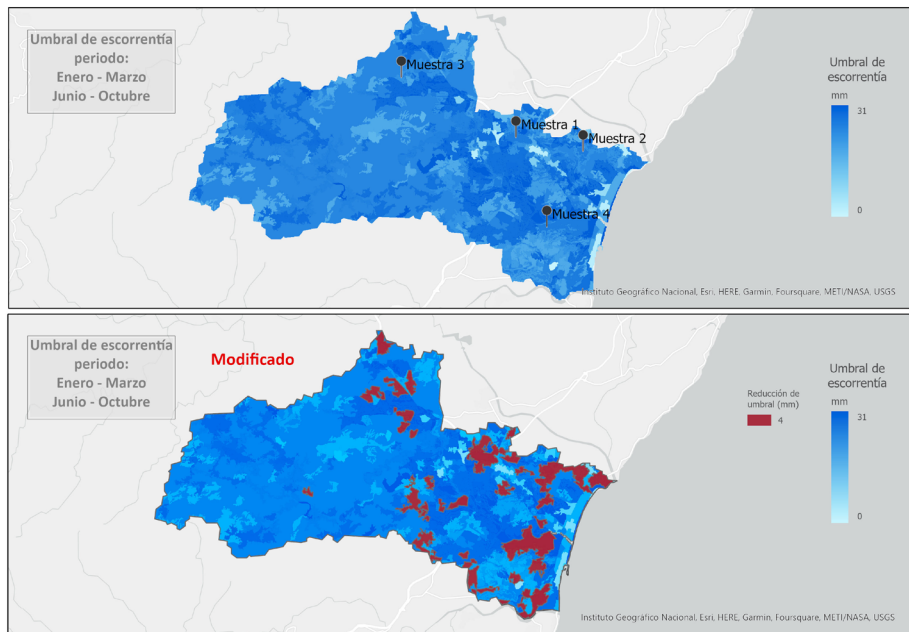 Umbral de escorrentía
periodo:
Enero - Marzo
Junio - Octubre
Muestra 3
Muestra 1
Muestra 2
Muestra 4
Umbral de
escorrentía
mm
31
0
Instituto Geográfico Nacional, Esri, HERE, Garmin, Foursquare, METI/NASA, USGS
Umbral de escorrentía
periodo:
Enero - Marzo
Junio - Octubre
Modificado
Reducción de
umbral (mm)
4
Umbral de
escorrentía
mm
31
0
Instituto Geográfico Nacional, Esri, HERE, Garmin, Foursquare, METI/NASA, USGS